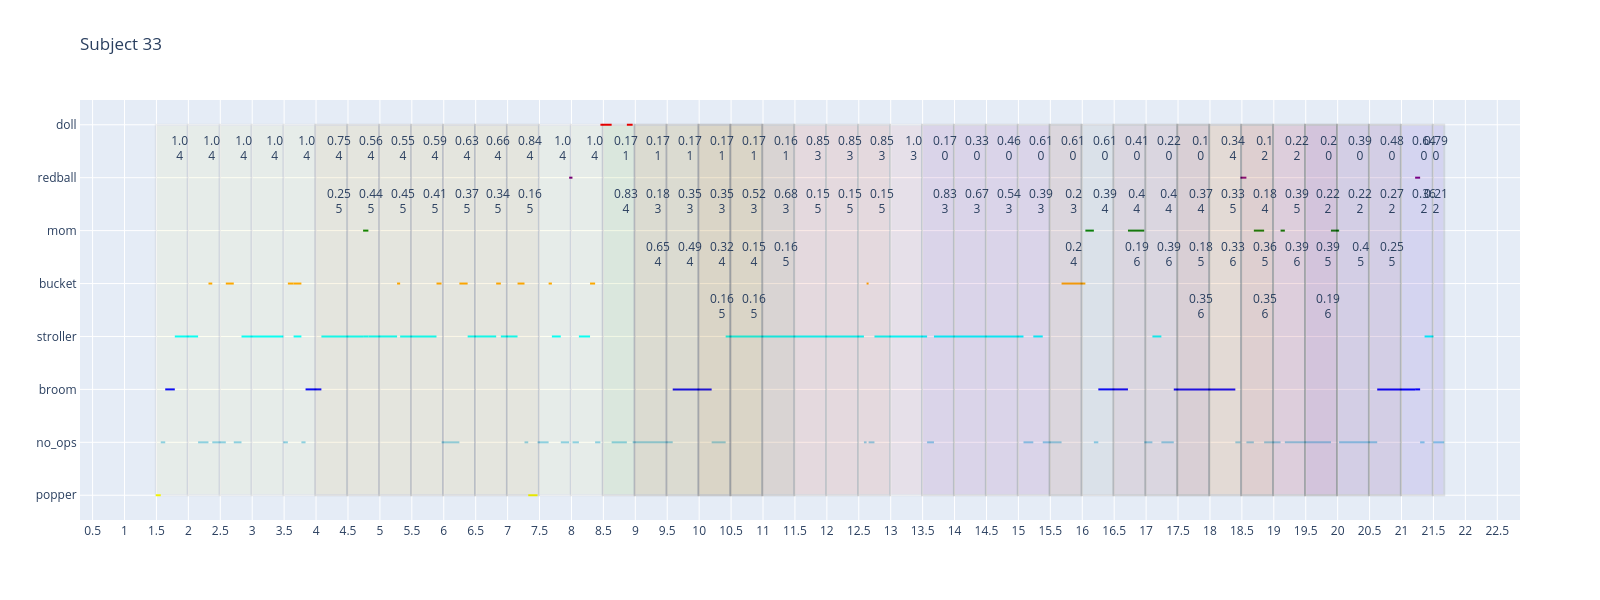 Subject 33
doll
1.0 1.0 1.0 1.0 1.0 0.75 0.56 0.55 0.59 0.63 0.66 0.84 1.0 1.0 0.17 0.17 0.17 0.17 0.17 0.16 0.85 0.85 0.85 1.0 0.17 0.33 0.46 0.61 0.61 0.61 0.41 0.22 0.1 0.34 0.1 0.22 0.2 0.39 0.48 0.64 0.79
4 4 4 4 4 4 4 4 4 4 4 4 4 4 1 1 1 1 1 1 3 3 3 3 0 0 0 0 0 0 0 0 0 4 2 2 0 0 0 0 0
redball
0.25 0.44 0.45 0.41 0.37 0.34 0.16 0.83 0.18 0.35 0.35 0.52 0.68 0.15 0.15 0.15 0.83 0.67 0.54 0.39 0.2 0.39 0.4 0.4 0.37 0.33 0.18 0.39 0.22 0.22 0.27 0.36 0.21
5 5 5 5 5 5 5 4 3 3 3 3 3 5 5 5 3 3 3 3 3 4 4 4 4 5 4 5 2 2 2 2 2
mom
0.65 0.49 0.32 0.15 0.16 0.2 0.19 0.39 0.18 0.33 0.36 0.39 0.39 0.4 0.25
4 4 4 4 5 4 6 6 5 6 5 6 5 5 5
bucket
0.16 0.16 0.35 0.35 0.19
5 5 6 6 6
stroller
broom
no_ops
popper
0.5 1 1.5 2 2.5 3 3.5 4 4.5 5 5.5 6 6.5 7 7.5 8 8.5 9 9.5 10 10.5 11 11.5 12 12.5 13 13.5 14 14.5 15 15.5 16 16.5 17 17.5 18 18.5 19 19.5 20 20.5 21 21.5 22 22.5